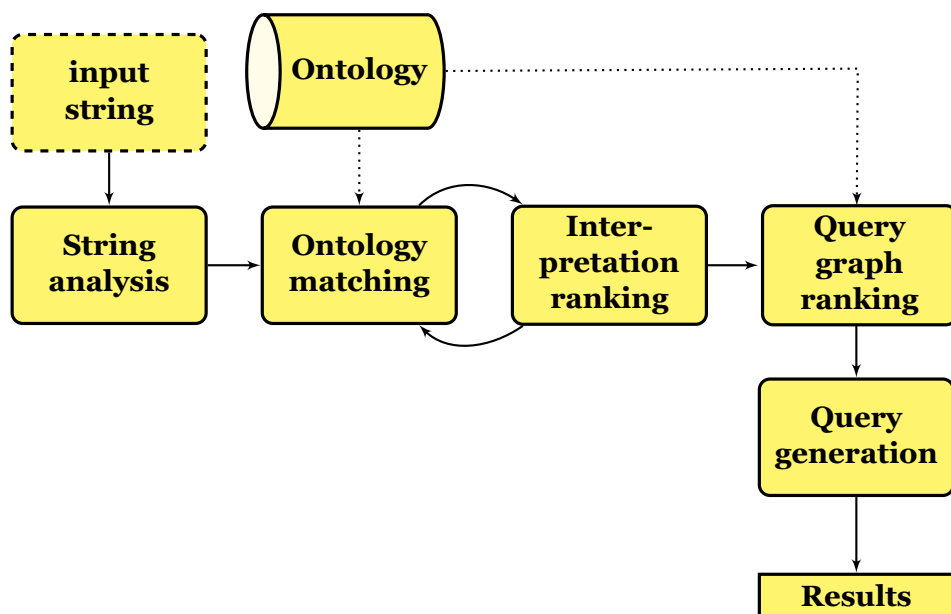 input
string
Ontology
String
analysis
Ontology
matching
Inter-
pretation
ranking
Query
graph
ranking
Query
generation
Results